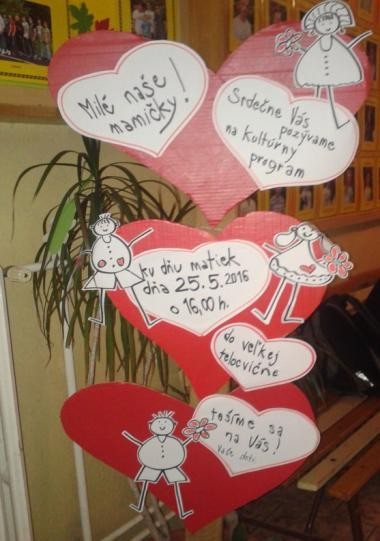 Milé naše
mamičky!
Srdečne Vás
pozývame
na kultúrny
program
ku dňu matiek
dňa 25.5.2016
o 16,00 h.
do veľkej
telocvične
tešíme sa
na Vás!
Vaše deti